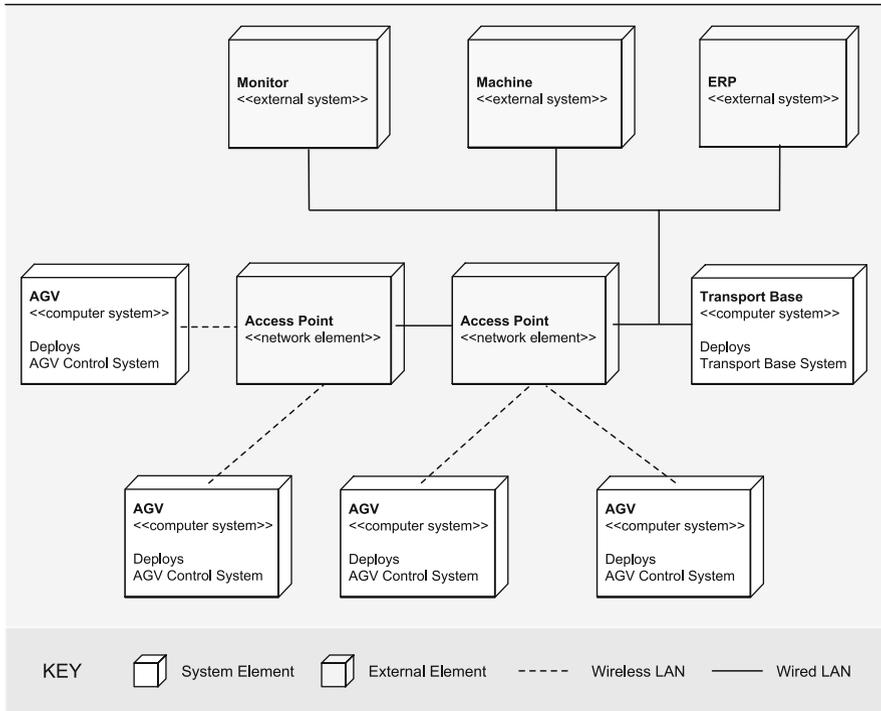 Monitor
<<external system>>
Machine
<<external system>>
ERP
<<external system>>
AGV
<<computer system>>
Deploys
AGV Control System
Access Point
<<network element>>
Access Point
<<network element>>
Transport Base
<<computer system>>
Deploys
Transport Base System
AGV
<<computer system>>
Deploys
AGV Control System
AGV
<<computer system>>
Deploys
AGV Control System
AGV
<<computer system>>
Deploys
AGV Control System
KEY
System Element
External Element
Wireless LAN
Wired LAN